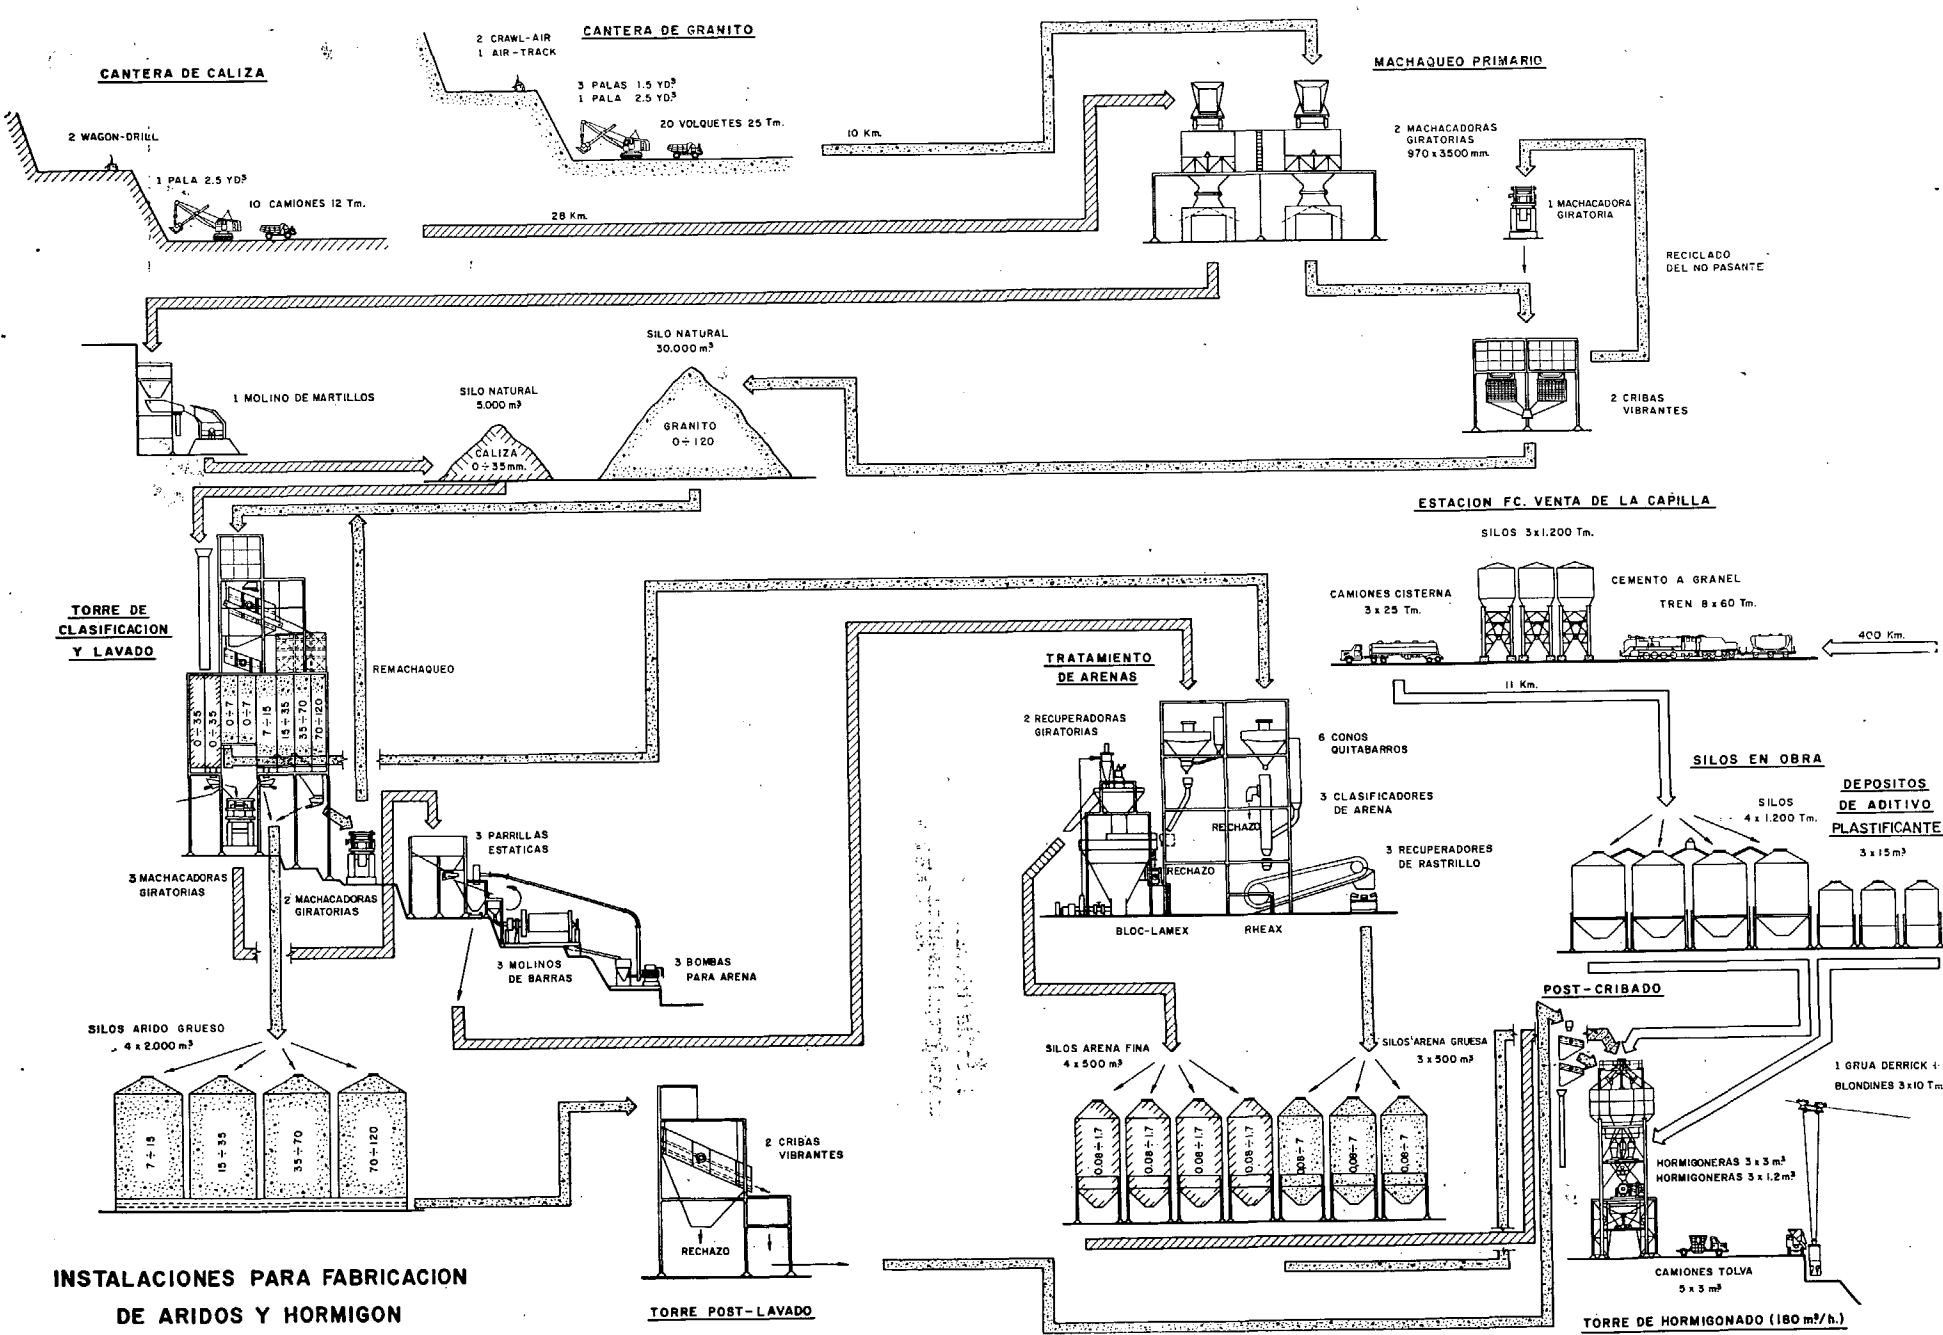 CANTERA DE CALIZA
2 WAGON-DRILL
1 PALA 2.5 YD.³
10 CAMIONES 12 Tm.
28 Km.
CANTERA DE GRANITO
2 CRAWL-AIR
1 AIR-TRACK
3 PALAS 1.5 YD.³
1 PALA 2.5 YD.³
20 VOLQUETES 25 Tm.
10 Km.
MACHAQUEO PRIMARIO
2 MACHACADORAS
GIRATORIAS
970 x 3500 mm.
1 MACHACADORA
GIRATORIA
RECICLADO
DEL NO PASANTE
2 CRIBAS
VIBRANTES
1 MOLINO DE MARTILLOS
SILO NATURAL
5.000 m³
CALIZA
0÷35 mm.
SILO NATURAL
30.000 m³
GRANITO
0÷120
TORRE DE
CLASIFICACION
Y LAVADO
0÷35
0÷35
0÷7
0÷7
7÷15
15÷35
35÷70
70÷120
REMACHAQUEO
3 MACHACADORAS
GIRATORIAS
2 MACHACADORAS
GIRATORIAS
3 PARRILLAS
ESTATICAS
3 MOLINOS
DE BARRAS
3 BOMBAS
PARA ARENA
ESTACION FC. VENTA DE LA CAPILLA
SILOS 3x1.200 Tm.
CAMIONES CISTERNA
3 x 25 Tm.
CEMENTO A GRANEL
TREN 8 x 60 Tm.
400 Km.
11 Km.
TRATAMIENTO
DE ARENAS
2 RECUPERADORAS
GIRATORIAS
6 CONOS
QUITABARROS
3 CLASIFICADORES
DE ARENA
RECHAZO
3 RECUPERADORES
DE RASTRILLO
RECHAZO
BLOC-LAMEX
RHEAX
SILOS EN OBRA
SILOS
4 x 1.200 Tm.
DEPOSITOS
DE ADITIVO
PLASTIFICANTE
3 x 15 m³
SILOS ARIDO GRUESO
4 x 2.000 m³
7÷15
15÷35
35÷70
70÷120
2 CRIBAS
VIBRANTES
RECHAZO
TORRE POST-LAVADO
SILOS ARENA FINA
4 x 500 m³
SILOS ARENA GRUESA
3 x 500 m³
0.08÷1.7
0.08÷1.7
0.08÷1.7
0.08÷1.7
0.08÷7
0.08÷7
0.08÷7
POST-CRIBADO
1 GRUA DERRICK +
BLONDINES 3 x 10 Tm
HORMIGONERAS 3 x 3 m³
HORMIGONERAS 3 x 1.2 m³
CAMIONES TOLVA
5 x 3 m³
TORRE DE HORMIGONADO (180 m³/h.)
INSTALACIONES PARA FABRICACION
DE ARIDOS Y HORMIGON